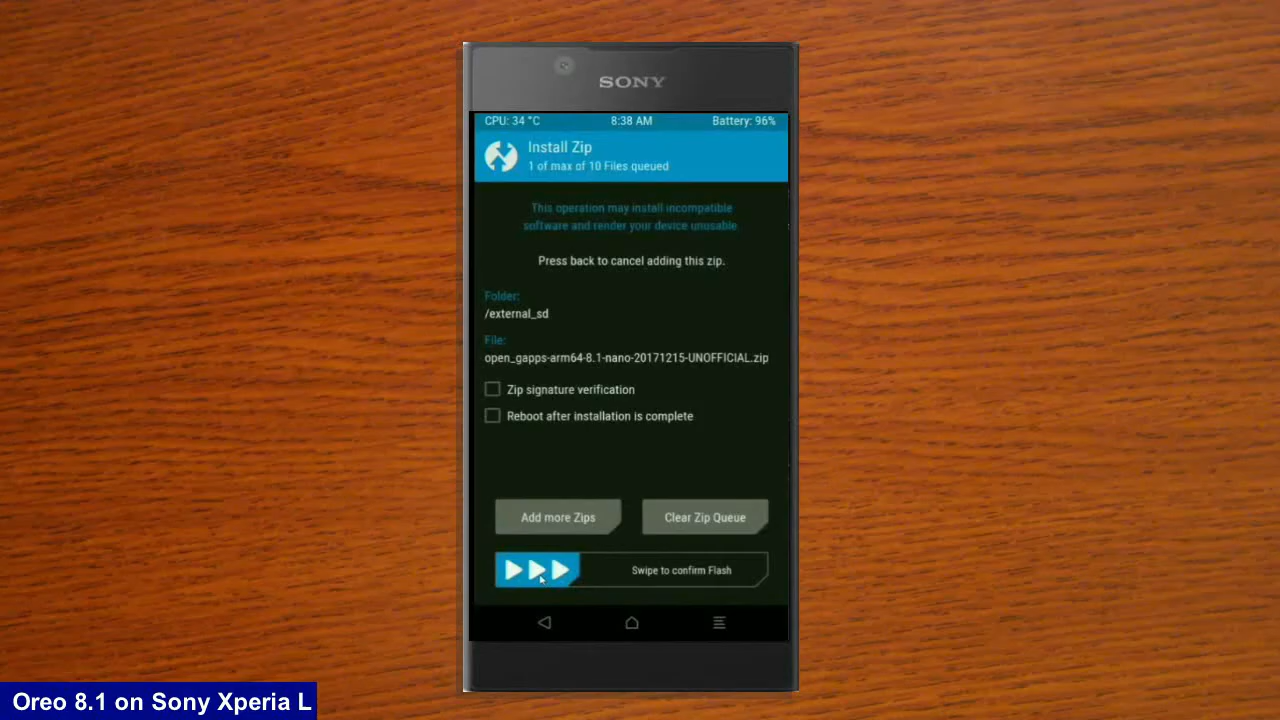 SONY
CPU: 34 °C 8:38 AM Battery: 96%
Install Zip
1 of max of 10 Files queued
This operation may install incompatible
software and render your device unusable.
Press back to cancel adding this zip.
Folder:
/external_sd
File:
open_gapps-arm64-8.1-nano-20171215-UNOFFICIAL.zip
Zip signature verification
Reboot after installation is complete
Add more Zips Clear Zip Queue
Swipe to confirm Flash
Oreo 8.1 on Sony Xperia L